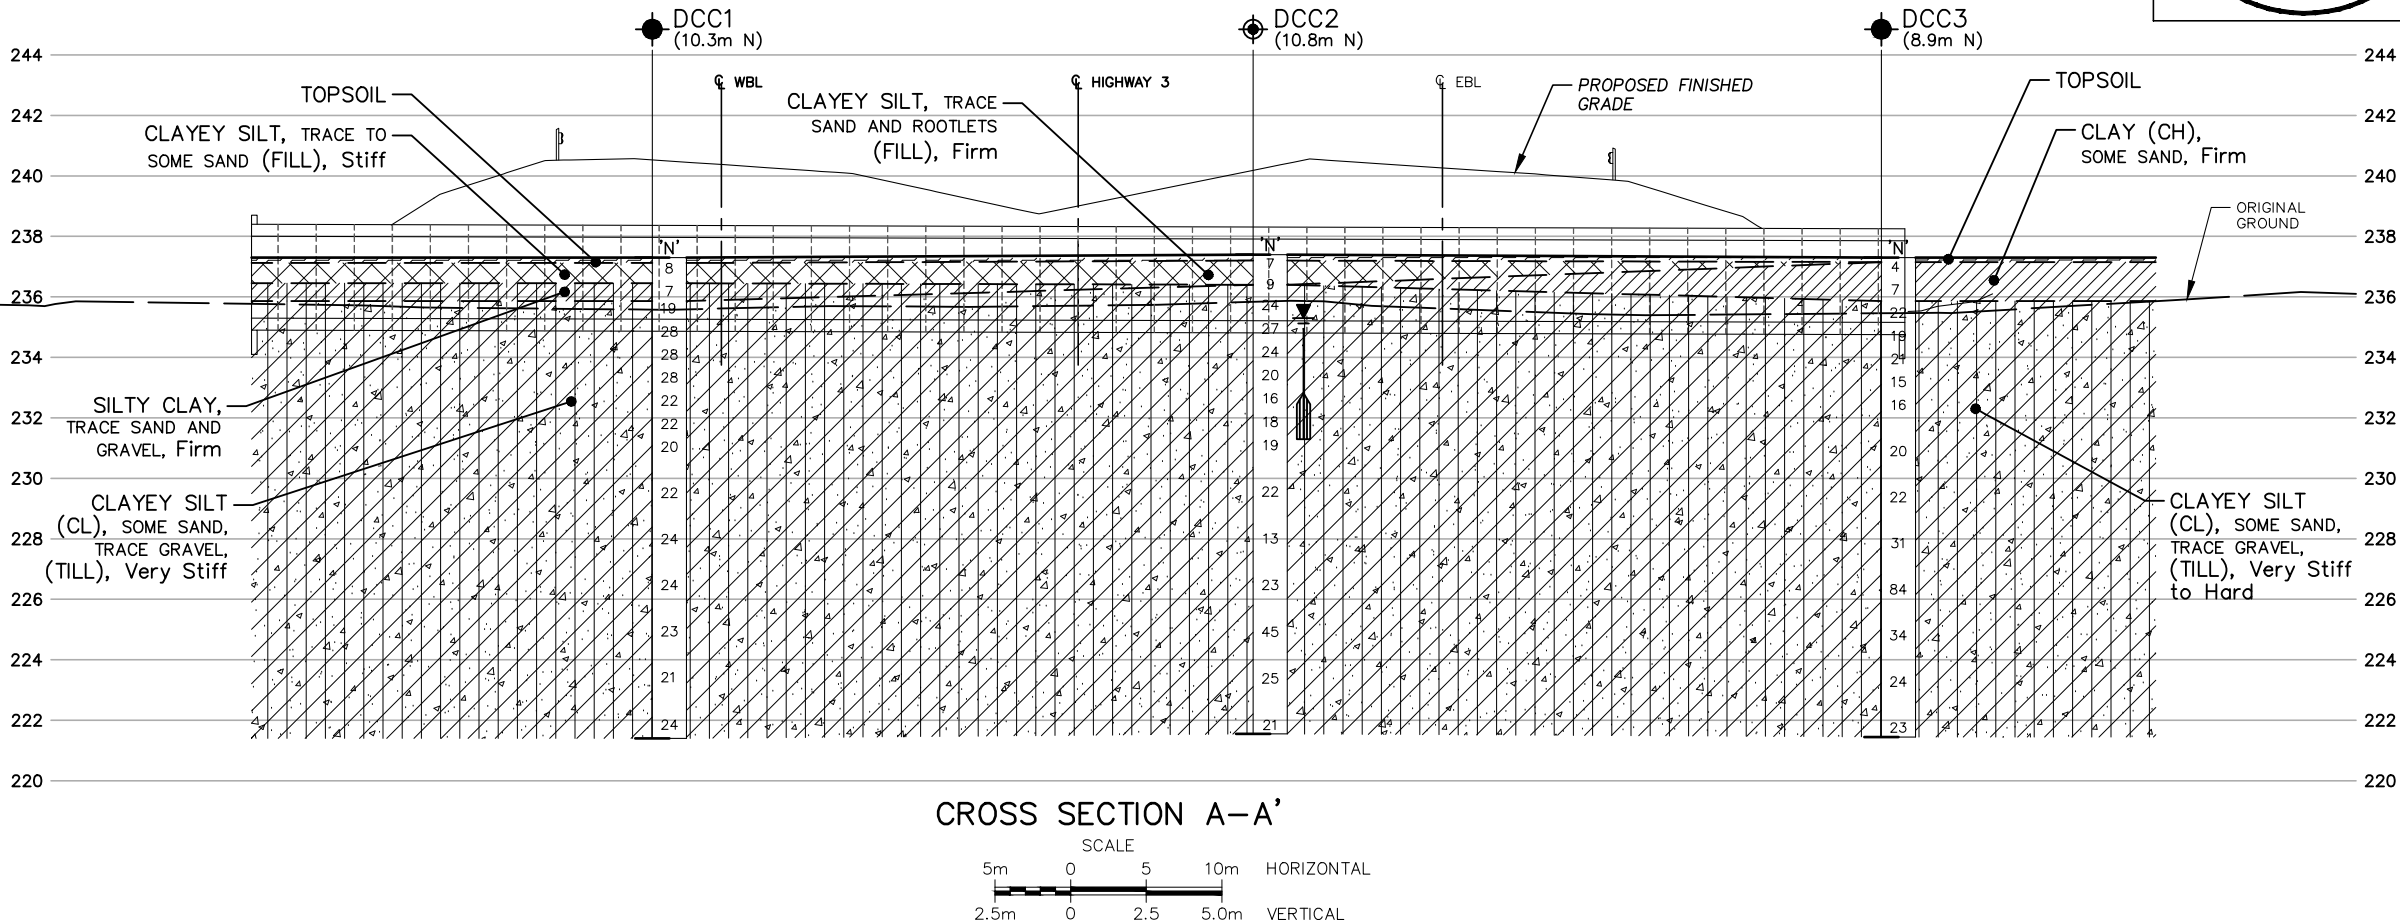 DCC1
(10.3m N)
DCC2
(10.8m N)
DCC3
(8.9m N)
244
244
℄ WBL
℄ HIGHWAY 3
℄ EBL
PROPOSED FINISHED
GRADE
TOPSOIL
CLAYEY SILT, TRACE TO
SOME SAND (FILL), Stiff
CLAYEY SILT, TRACE
SAND AND ROOTLETS
(FILL), Firm
TOPSOIL
CLAY (CH),
SOME SAND, Firm
ORIGINAL
GROUND
242
242
240
240
238
238
236
236
234
234
232
232
230
230
228
228
226
226
224
224
222
222
220
220
'N'
8
7
19
28
28
28
22
22
20
22
24
24
23
21
24
'N'
7
9
24
27
24
20
16
18
19
22
13
23
45
25
21
'N'
4
7
22
19
21
15
16
20
22
31
84
34
24
23
SILTY CLAY,
TRACE SAND AND
GRAVEL, Firm
CLAYEY SILT
(CL), SOME SAND,
TRACE GRAVEL,
(TILL), Very Stiff
CLAYEY SILT
(CL), SOME SAND,
TRACE GRAVEL,
(TILL), Very Stiff
to Hard
CROSS SECTION A-A'
SCALE
5m 0 5 10m HORIZONTAL
2.5m 0 2.5 5.0m VERTICAL